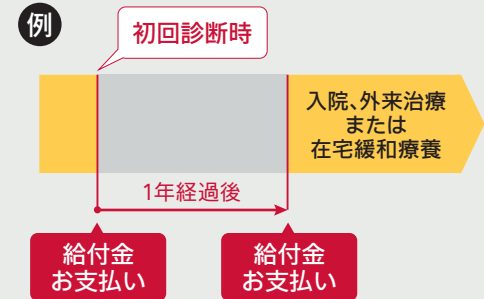 例
初回診断時
入院、外来治療
または
在宅緩和療養
1年経過後
給付金
お支払い
給付金
お支払い